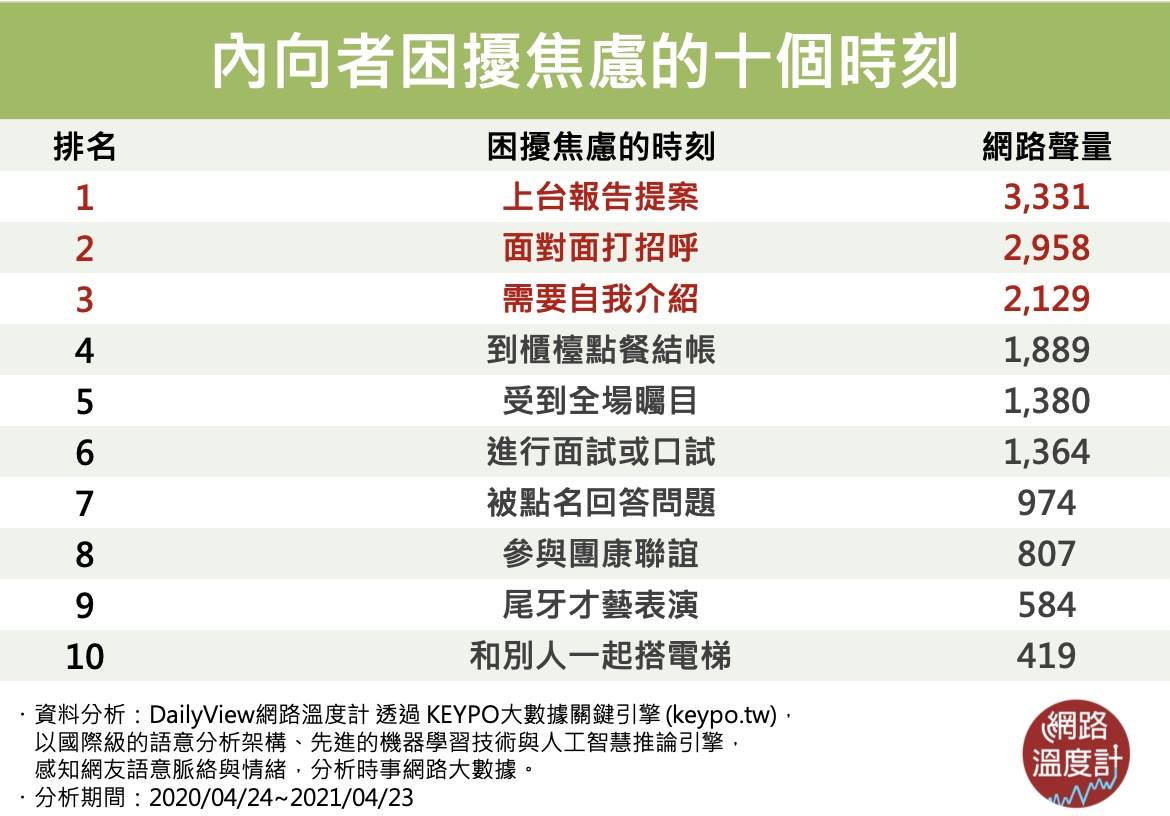 內向者困擾焦慮的十個時刻
排名 困擾焦慮的時刻 網路聲量
1 上台報告提案 3,331
2 面對面打招呼 2,958
3 需要自我介紹 2,129
4 到櫃檯點餐結帳 1,889
5 受到全場矚目 1,380
6 進行面試或口試 1,364
7 被點名回答問題 974
8 參與團康聯誼 807
9 尾牙才藝表演 584
10 和別人一起搭電梯 419
．資料分析：DailyView網路溫度計 透過 KEYPO大數據關鍵引擎 (keypo.tw)，
以國際級的語意分析架構、先進的機器學習技術與人工智慧推論引擎，
感知網友語意脈絡與情緒，分析時事網路大數據。
．分析期間：2020/04/24~2021/04/23
網路
溫度計